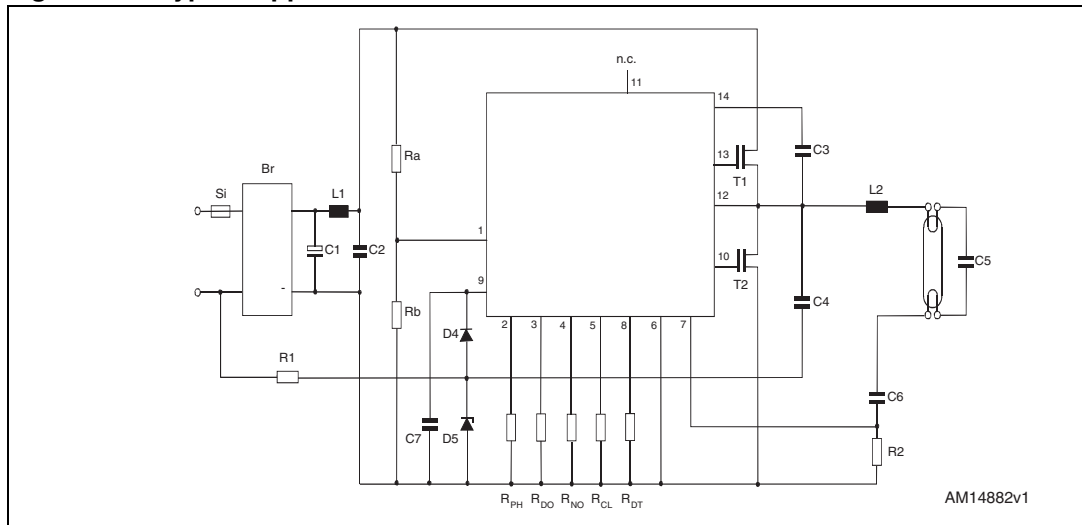 n.c.
11
14
Ra
13
C3
Br
T1
Si
L1
12
L2
1
C1
C2
10
C5
9
T2
Rb
C4
D4
2
3
4
5
8
6
7
R1
C6
C7
D5
R2
RPH
RDO
RNO
RCL
RDT
-
AM14882v1